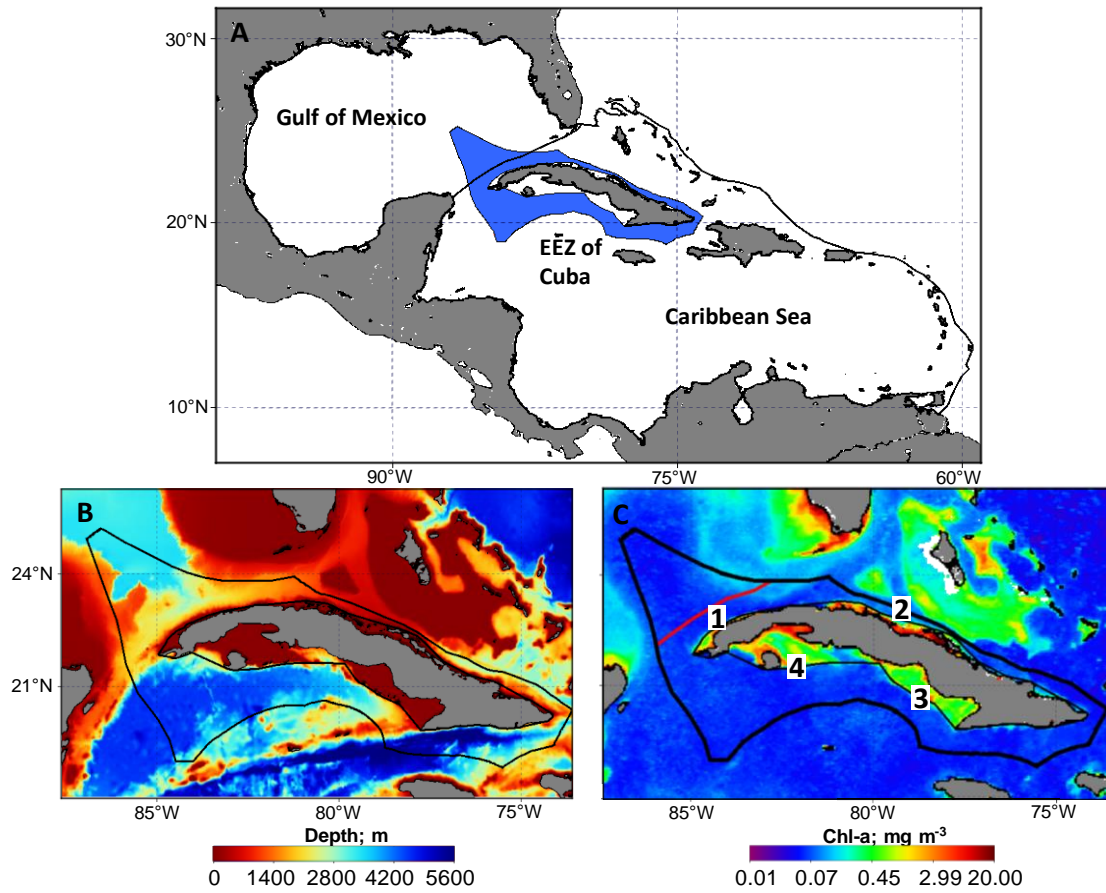 A
30°N
Gulf of Mexico
20°N
EEZ of
Cuba
Caribbean Sea
10°N
90°W
75°W
60°W
B
C
24°N
21°N
1
2
3
4
85°W
80°W
75°W
85°W
80°W
75°W
Depth; m
Chl-a; mg m⁻³
0 1400 2800 4200 5600
0.01 0.07 0.45 2.99 20.00